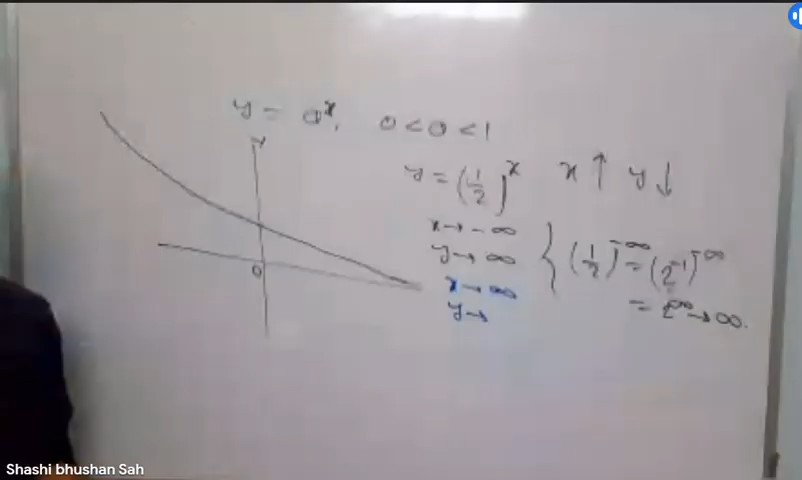 y = a^x, 0 < a < 1
y
y = (1/2)^x x ↑ y ↓
x → -∞
y → ∞
} (1/2)^-∞ = (2^-1)^-∞
= 2^∞ → ∞.
x → ∞
y →
0
Shashi bhushan Sah